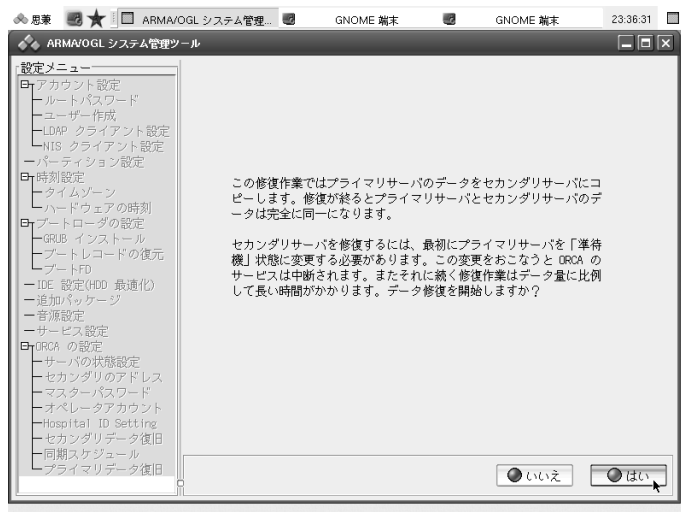 思兼
ARMA/OGL システム管理...
GNOME 端末
GNOME 端末
23:36:31
ARMA/OGL システム管理ツール
設定メニュー
アカウント設定
ルートパスワード
ユーザー作成
LDAP クライアント設定
NIS クライアント設定
パーティション設定
時刻設定
タイムゾーン
ハードウェアの時刻
ブートローダの設定
GRUB インストール
ブートレコードの復元
ブートFD
IDE 設定(HDD 最適化)
追加パッケージ
音源設定
サービス設定
ORCA の設定
サーバの状態設定
セカンダリのアドレス
マスターパスワード
オペレータアカウント
Hospital ID Setting
セカンダリデータ復旧
同期スケジュール
プライマリデータ復旧
この修復作業ではプライマリサーバのデータをセカンダリサーバにコ
ピーします。修復が終るとプライマリサーバとセカンダリサーバのデ
ータは完全に同一になります。
セカンダリサーバを修復するには、最初にプライマリサーバを「準待
機」状態に変更する必要があります。この変更をおこなうと ORCA の
サービスは中断されます。またそれに続く修復作業はデータ量に比例
して長い時間がかかります。データ修復を開始しますか？
いいえ
はい